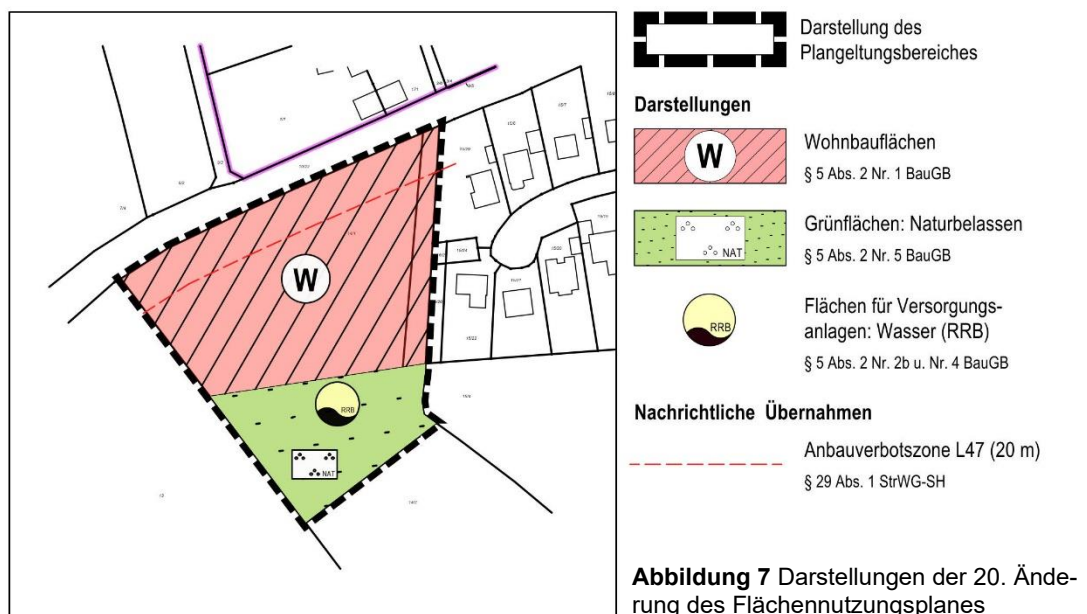 W
RRB
NAT
Darstellung des
Plangeltungsbereiches
Darstellungen
W
Wohnbauflächen
§ 5 Abs. 2 Nr. 1 BauGB
NAT
Grünflächen: Naturbelassen
§ 5 Abs. 2 Nr. 5 BauGB
RRB
Flächen für Versorgungs-
anlagen: Wasser (RRB)
§ 5 Abs. 2 Nr. 2b u. Nr. 4 BauGB
Nachrichtliche Übernahmen
Anbauverbotszone L47 (20 m)
§ 29 Abs. 1 StrWG-SH
Abbildung 7 Darstellungen der 20. Ände-
rung des Flächennutzungsplanes